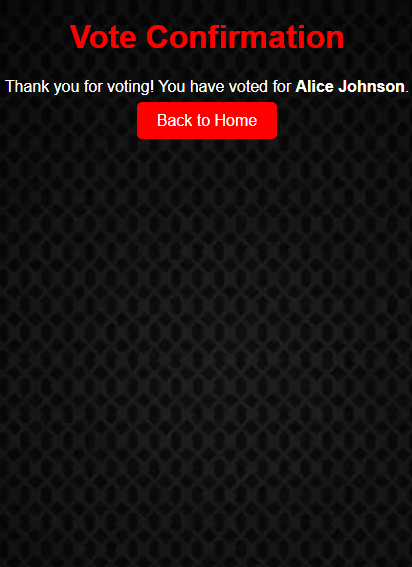 Vote Confirmation
Thank you for voting! You have voted for Alice Johnson.
Back to Home